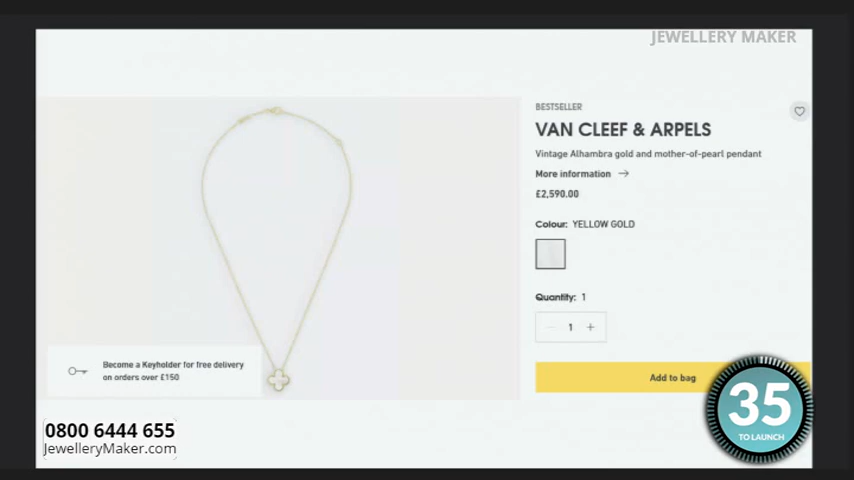 JEWELLERY MAKER
BESTSELLER
VAN CLEEF & ARPELS
Vintage Alhambra gold and mother-of-pearl pendant
More information →
£2,590.00
Colour: YELLOW GOLD
Quantity: 1
− 1 +
Add to bag
Become a Keyholder for free delivery
on orders over £150
0800 6444 655
JewelleryMaker.com
35
TO LAUNCH